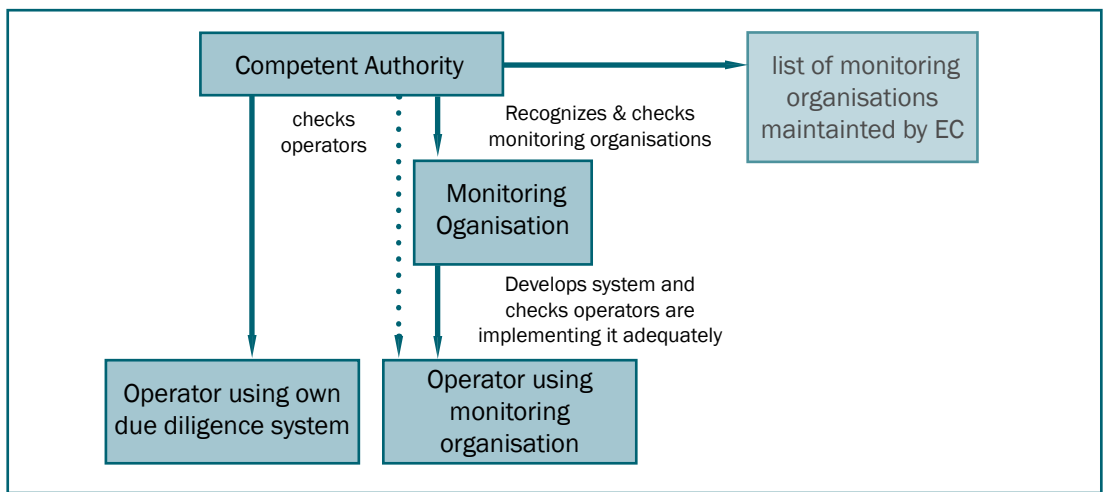 Competent Authority
list of monitoring
organisations
maintainted by EC
checks
operators
Recognizes & checks
monitoring organisations
Monitoring
Oganisation
Develops system and
checks operators are
implementing it adequately
Operator using own
due diligence system
Operator using
monitoring
organisation